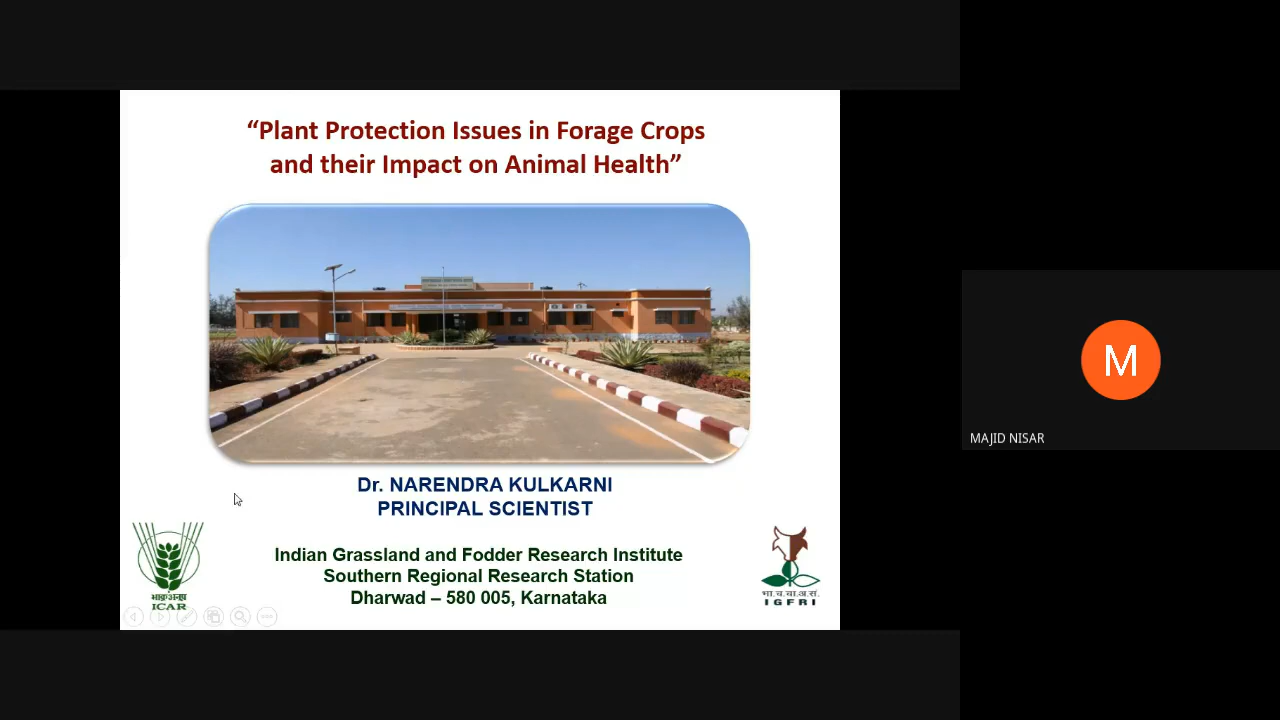 “Plant Protection Issues in Forage Crops
and their Impact on Animal Health”
Dr. NARENDRA KULKARNI
PRINCIPAL SCIENTIST
Indian Grassland and Fodder Research Institute
Southern Regional Research Station
Dharwad – 580 005, Karnataka
भाकृअनुप
ICAR
भा.च.चा.अ.सं.
IGFRI
M
MAJID NISAR